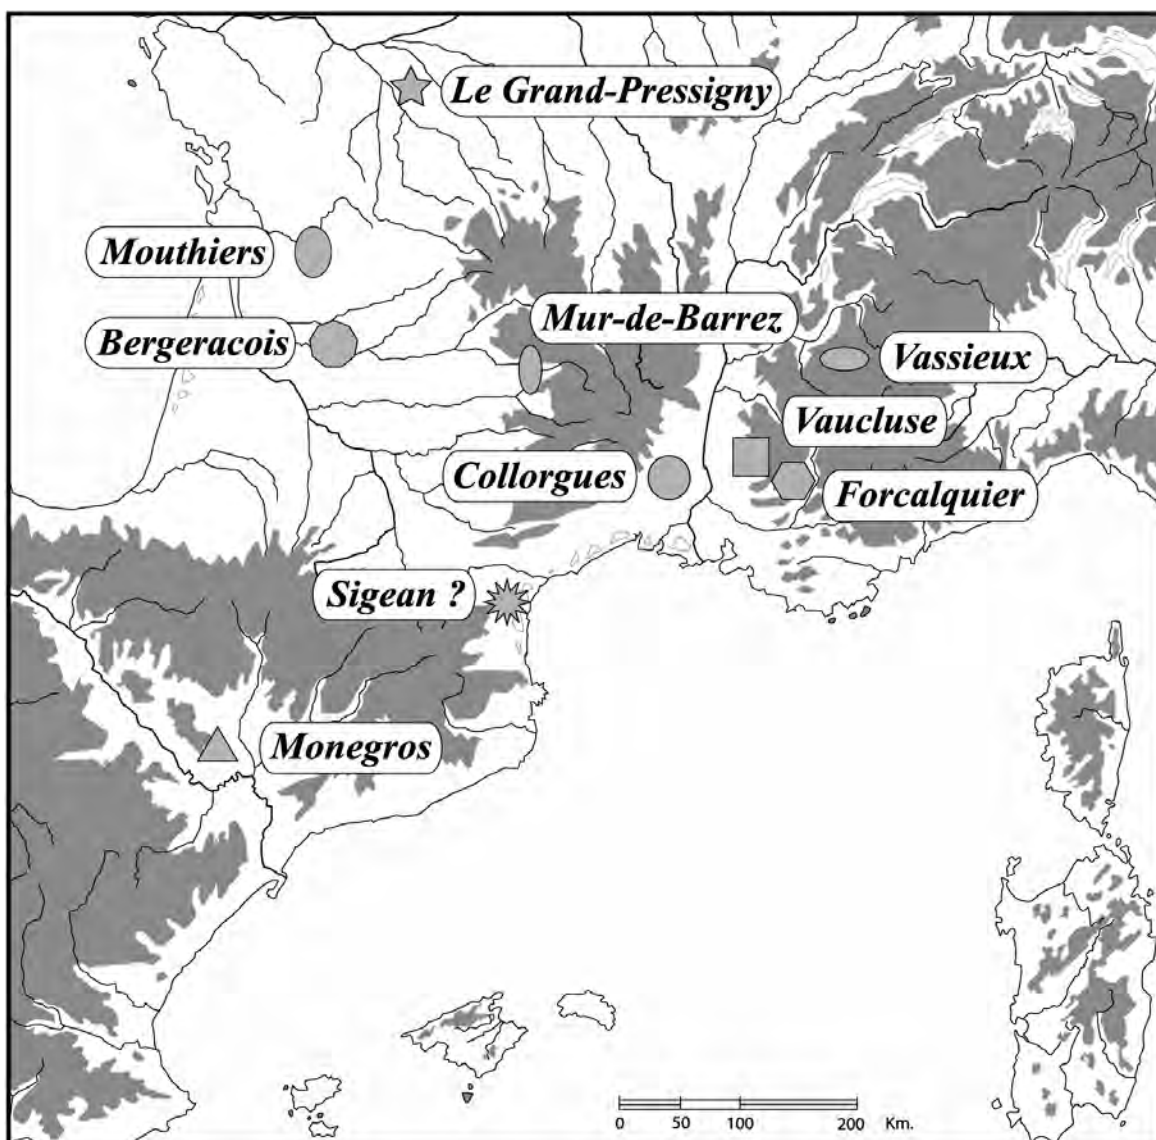 Le Grand-Pressigny
Mouthiers
Mur-de-Barrez
Bergeracois
Vassieux
Vaucluse
Collorgues
Forcalquier
Sigean ?
Monegros
0 50 100 200 Km.